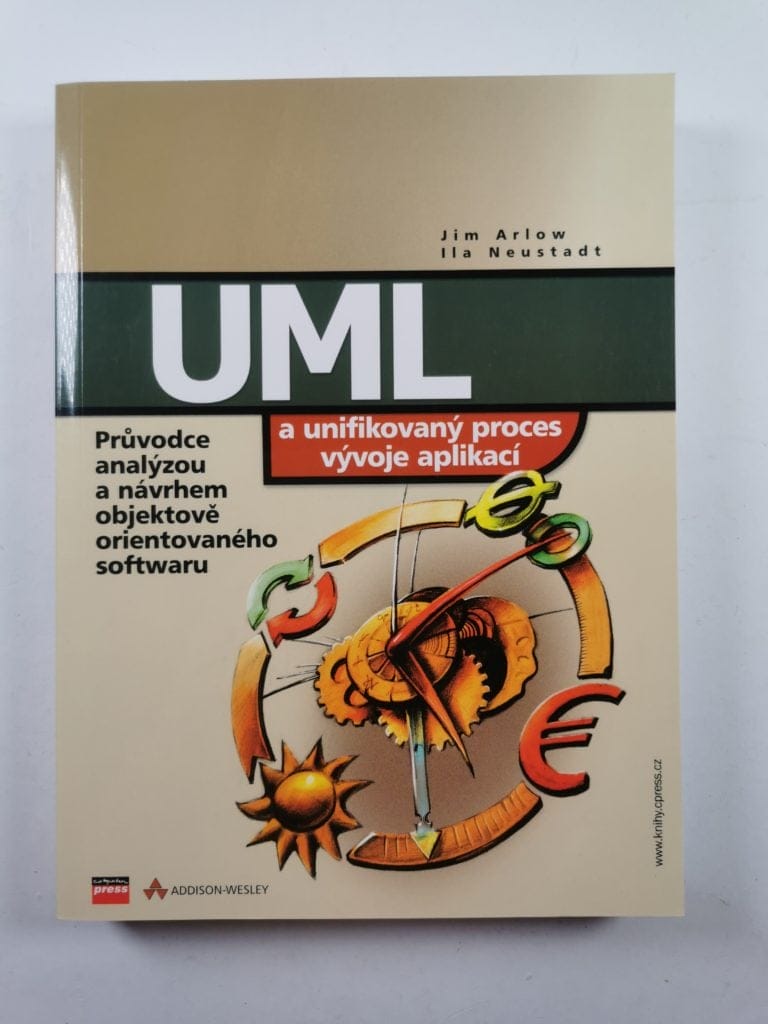 Jim Arlow
Ila Neustadt
UML
a unifikovaný proces
vývoje aplikací
Průvodce
analýzou
a návrhem
objektově
orientovaného
softwaru
www.knihy.cpress.cz
press
ADDISON-WESLEY